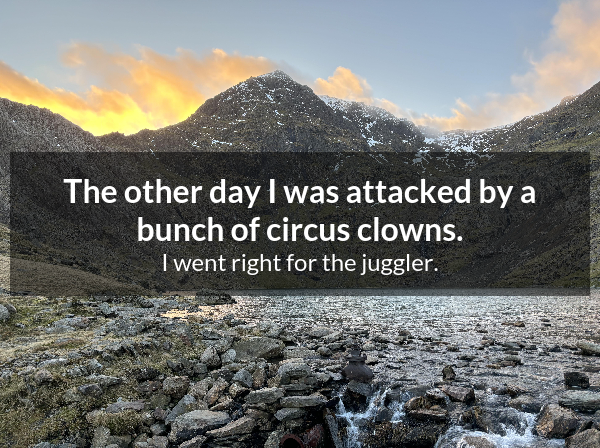 The other day I was attacked by a
bunch of circus clowns.
I went right for the juggler.